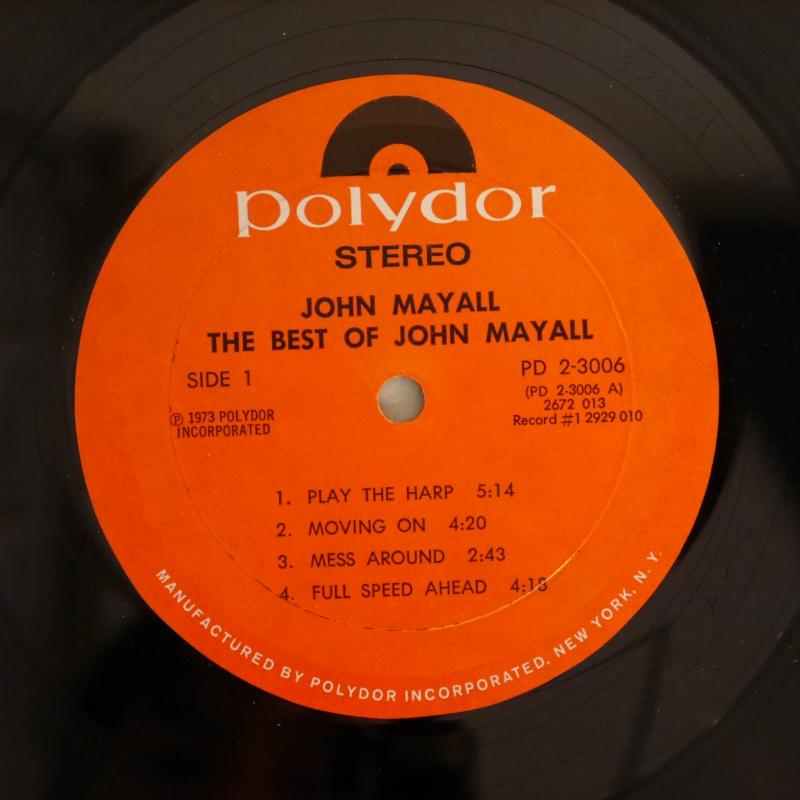 polydor
STEREO
JOHN MAYALL
THE BEST OF JOHN MAYALL
SIDE 1
PD 2-3006
(PD 2-3006 A)
2672 013
Record #1 2929 010
℗ 1973 POLYDOR
INCORPORATED
1. PLAY THE HARP 5:14
2. MOVING ON 4:20
3. MESS AROUND 2:43
4. FULL SPEED AHEAD 4:18
MANUFACTURED BY POLYDOR INCORPORATED, NEW YORK, N. Y.